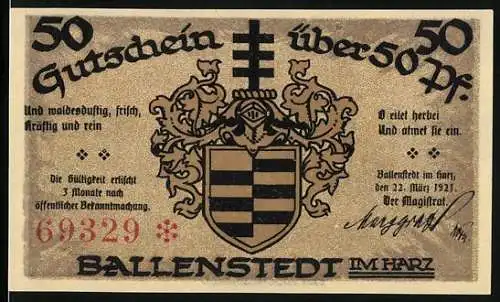 50 50
Gutschein über 50 Pf.
Und waldesduftig, frisch,
kräftig und rein
O eilet herbei
Und atmet sie ein.
Die Gültigkeit erlischt
3 Monate nach
öffentlicher Bekanntmachung.
Ballenstedt im Harz,
den 22. März 1921.
Der Magistrat.
69329
BALLENSTEDT IM HARZ